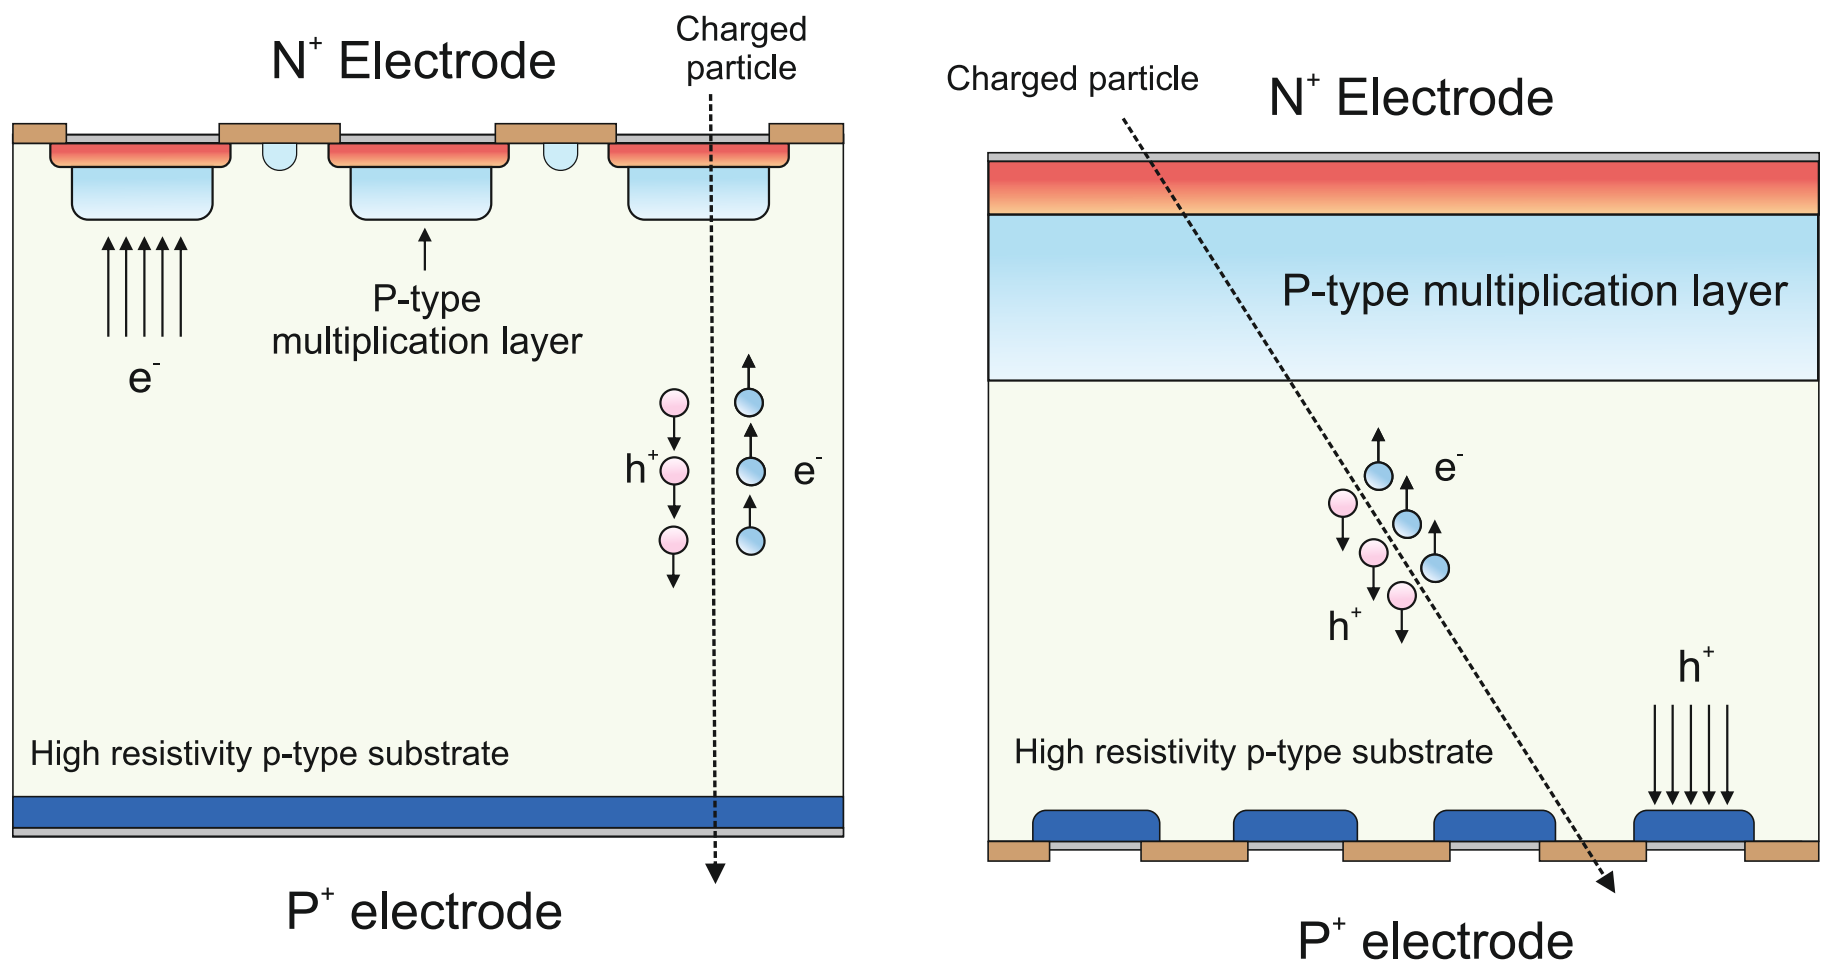 N⁺ Electrode
Charged
particle
P-type
multiplication layer
e⁻
h⁺
e⁻
High resistivity p-type substrate
P⁺ electrode
Charged particle
N⁺ Electrode
P-type multiplication layer
e⁻
h⁺
h⁺
High resistivity p-type substrate
P⁺ electrode